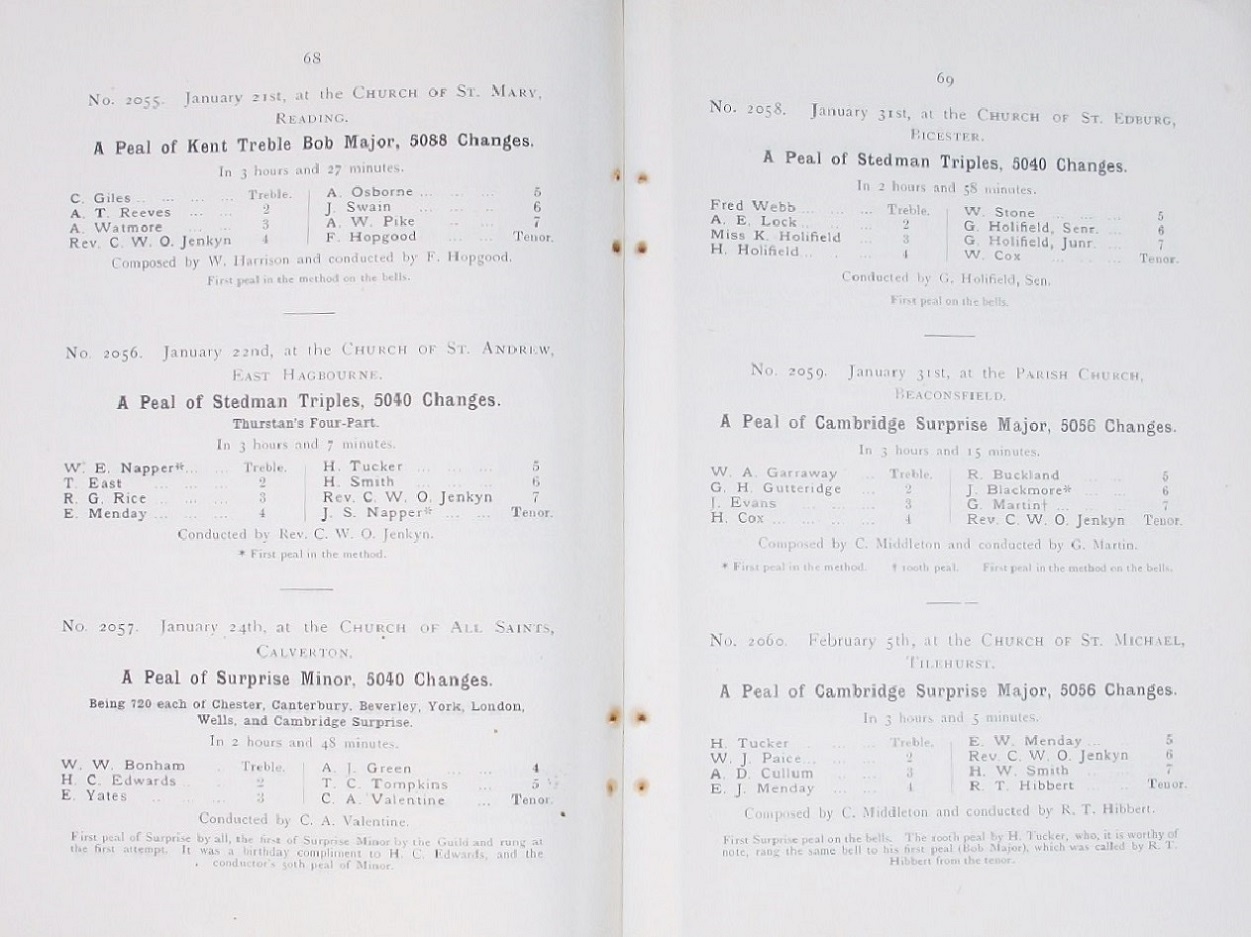 68
No. 2055. January 21st, at the CHURCH OF ST. MARY,
READING.
A Peal of Kent Treble Bob Major, 5088 Changes.
In 3 hours and 27 minutes.
C. Giles ... ... ... ... Treble. A. Osborne ... ... ... 5
A. T. Reeves ... ... 2 J. Swain ... ... ... 6
A. Watmore ... ... 3 A. W. Pike ... ... 7
Rev. C. W. O. Jenkyn 4 F. Hopgood ... ... Tenor.
Composed by W. Harrison and conducted by F. Hopgood.
First peal in the method on the bells.
No. 2056. January 22nd, at the CHURCH OF ST. ANDREW,
EAST HAGBOURNE.
A Peal of Stedman Triples, 5040 Changes.
Thurstan's Four-Part.
In 3 hours and 7 minutes.
W. E. Napper* ... ... Treble. H. Tucker ... ... ... 5
T. East ... ... 2 H. Smith ... ... ... 6
R. G. Rice ... ... 3 Rev. C. W. O. Jenkyn 7
E. Menday ... ... ... 4 J. S. Napper* ... ... Tenor.
Conducted by Rev. C. W. O. Jenkyn.
* First peal in the method.
No. 2057. January 24th, at the CHURCH OF ALL SAINTS,
CALVERTON.
A Peal of Surprise Minor, 5040 Changes.
Being 720 each of Chester, Canterbury, Beverley, York, London,
Wells, and Cambridge Surprise.
In 2 hours and 48 minutes.
W. W. Bonham . Treble. A. J. Green ... ... 4
H. C. Edwards . 2 T. C. Tompkins ... 5
E. Yates ... ... ... 3 C. A. Valentine ... Tenor.
Conducted by C. A. Valentine.
First peal of Surprise by all, the first of Surprise Minor by the Guild and rung at
the first attempt. It was a birthday compliment to H. C. Edwards, and the
conductor's 50th peal of Minor.
69
No. 2058. January 31st, at the CHURCH OF ST. EDBURG,
BICESTER.
A Peal of Stedman Triples, 5040 Changes.
In 2 hours and 58 minutes.
Fred Webb ... ... ... Treble. W. Stone ... ... ... 5
A. E. Lock ... ... ... 2 G. Holifield, Senr. ... 6
Miss K. Holifield ... 3 G. Holifield, Junr. ... 7
H. Holifield ... . ... 4 W. Cox ... ... ... Tenor.
Conducted by G. Holifield, Sen.
First peal on the bells.
No. 2059. January 31st, at the PARISH CHURCH,
BEACONSFIELD.
A Peal of Cambridge Surprise Major, 5056 Changes.
In 3 hours and 15 minutes.
W. A. Garraway ... Treble. R. Buckland ... ... 5
G. H. Gutteridge ... 2 J. Blackmore* ... ... 6
J. Evans ... ... 3 G. Martin† ... ... 7
H. Cox ... ... ... ... 4 Rev. C. W. O. Jenkyn Tenor.
Composed by C. Middleton and conducted by G. Martin.
* First peal in the method. † 100th peal. First peal in the method on the bells.
No. 2060. February 5th, at the CHURCH OF ST. MICHAEL,
TILEHURST.
A Peal of Cambridge Surprise Major, 5056 Changes.
In 3 hours and 5 minutes.
H. Tucker ... ... ... Treble. E. W. Menday ... ... 5
W. J. Paice ... ... 2 Rev. C. W. O. Jenkyn 6
A. D. Cullum ... ... 3 H. W. Smith ... ... 7
E. J. Menday ... ... 4 R. T. Hibbert ... ... Tenor.
Composed by C. Middleton and conducted by R. T. Hibbert.
First Surprise peal on the bells. The 100th peal by H. Tucker, who, it is worthy of
note, rang the same bell to his first peal (Bob Major), which was called by R. T.
Hibbert from the tenor.